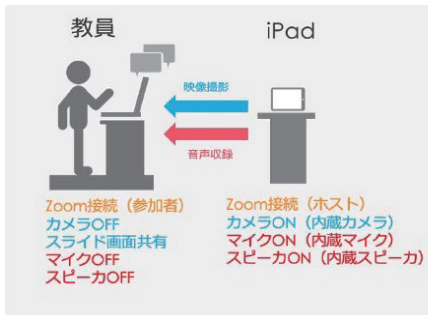 教員
iPad
映像撮影
音声収録
Zoom接続（参加者）
カメラOFF
スライド画面共有
マイクOFF
スピーカOFF
Zoom接続（ホスト）
カメラON（内蔵カメラ）
マイクON（内蔵マイク）
スピーカON（内蔵スピーカ）